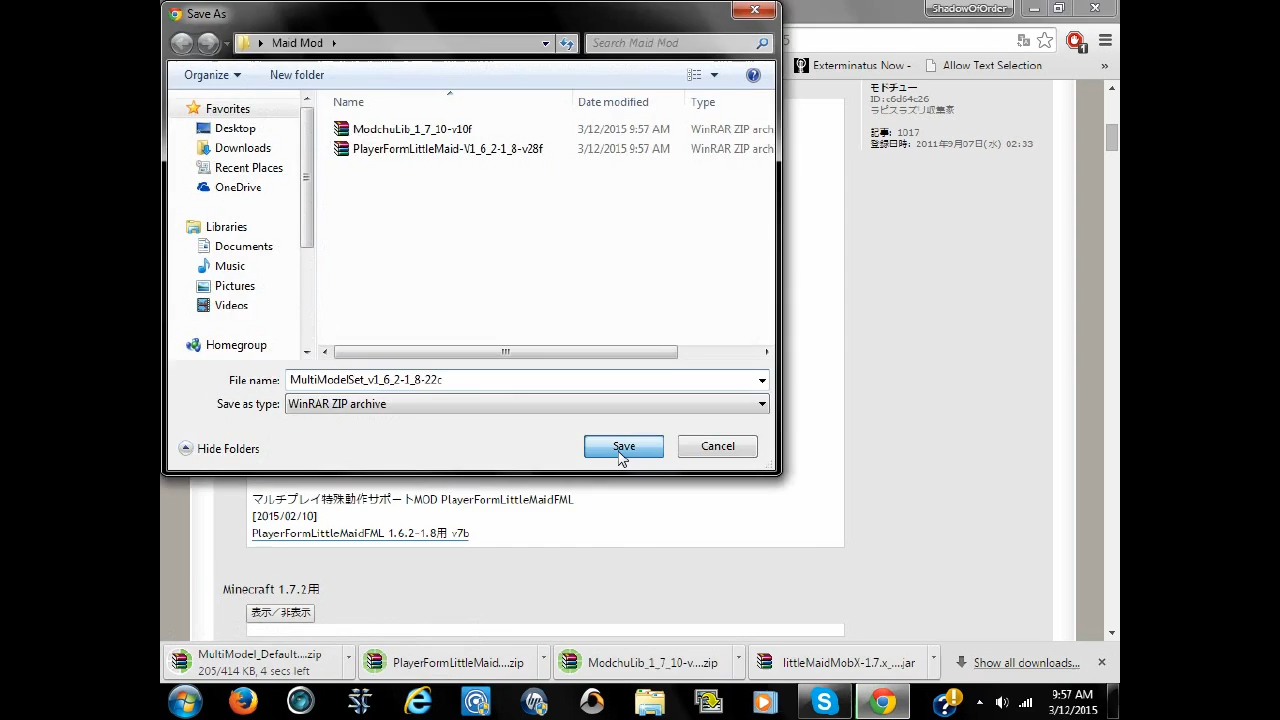 Save As
ShadowOfOrder
Maid Mod
Search Maid Mod
5
1
Organize
New folder
Exterminatus Now -
Allow Text Selection
»
Name
Date modified
Type
Favorites
Desktop
Downloads
Recent Places
OneDrive
Libraries
Documents
Music
Pictures
Videos
Homegroup
ModchuLib_1_7_10-v10f
3/12/2015 9:57 AM
WinRAR ZIP arch
PlayerFormLittleMaid-V1_6_2-1_8-v28f
3/12/2015 9:57 AM
WinRAR ZIP arch
モドチュー
ID:c6d64c26
ラピスラズリ収集素
記事: 1017
登録日時: 2011年9月07日(水) 02:33
File name:
MultiModelSet_v1_6_2-1_8-22c
Save as type:
WinRAR ZIP archive
Hide Folders
Save
Cancel
マルチプレイ特殊動作サポートMOD PlayerFormLittleMaidFML
[2015/02/10]
PlayerFormLittleMaidFML 1.6.2-1.8用 v7b
Minecraft 1.7.2用
表示／非表示
MultiModel_Default....zip
205/414 KB, 4 secs left
PlayerFormLittleMaid....zip
ModchuLib_1_7_10-v....zip
littleMaidMobX-1.7.x_....jar
Show all downloads...
9:57 AM
3/12/2015